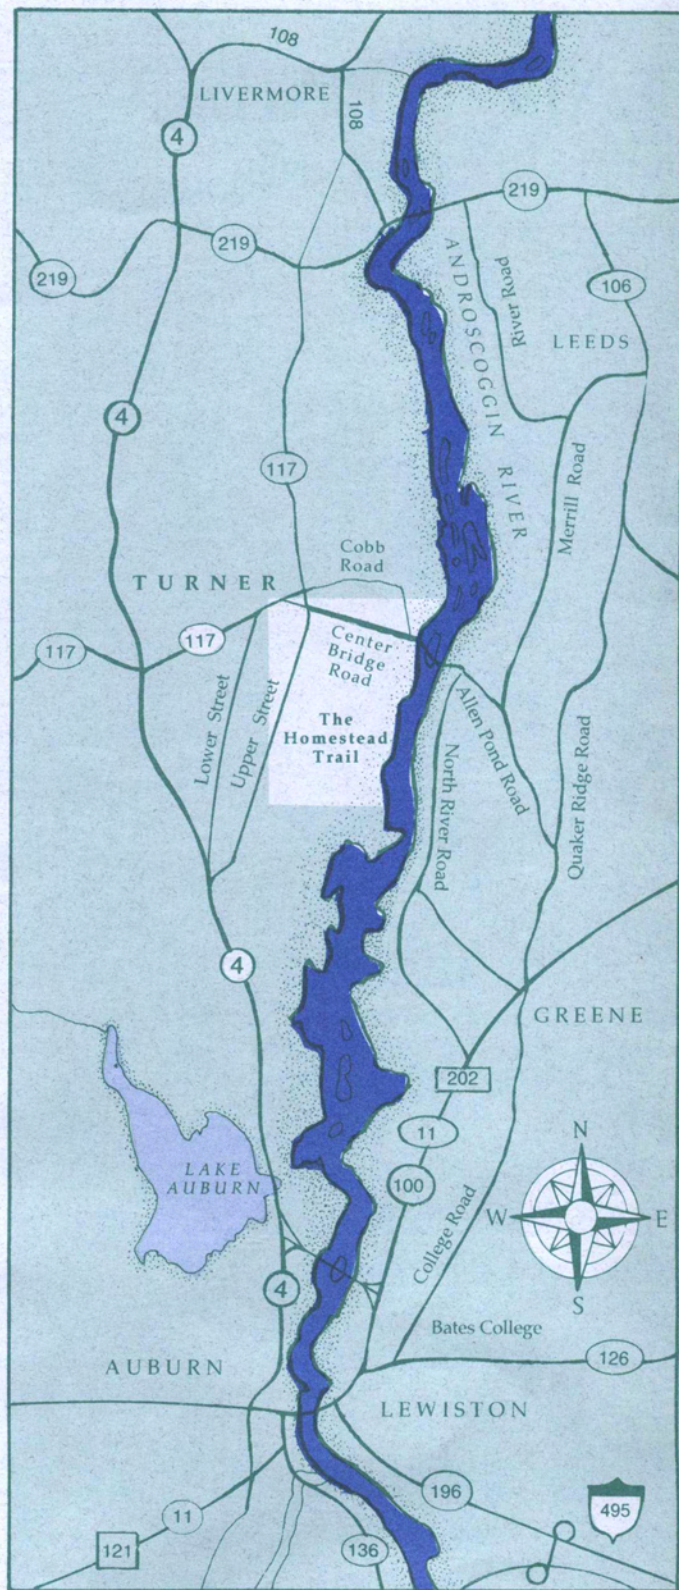 108
LIVERMORE
108
4
219
219
219
106
ANDROSCOGGIN RIVER
River Road
LEEDS
4
117
Merrill Road
Cobb
Road
TURNER
117
117
Center
Bridge
Road
Lower Street
Upper Street
The
Homestead
Trail
Allen Pond Road
North River Road
Quaker Ridge Road
4
GREENE
202
11
100
LAKE
AUBURN
College Road
N
W
E
S
4
Bates College
126
AUBURN
LEWISTON
196
495
11
121
136